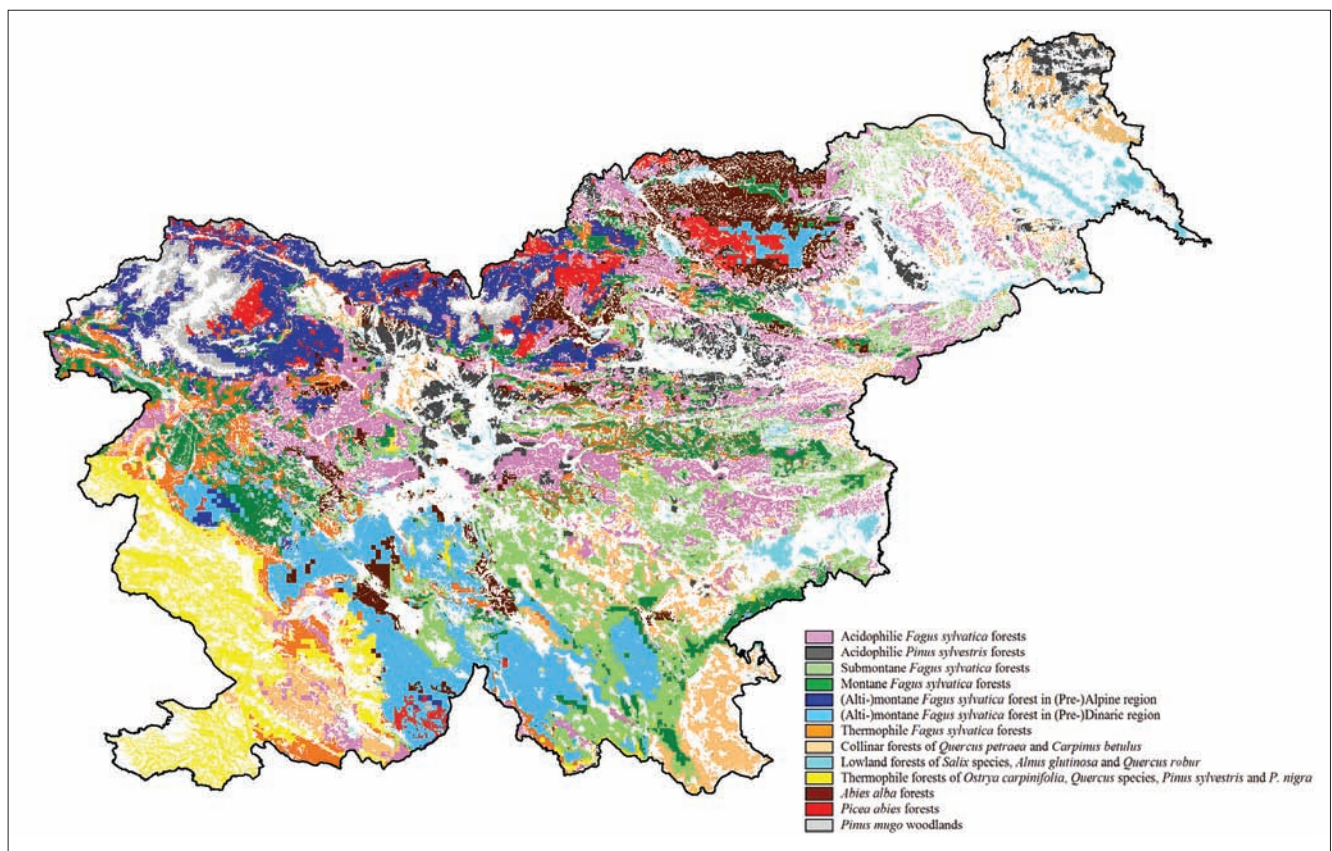 Acidophilic Fagus sylvatica forests
Acidophilic Pinus sylvestris forests
Submontane Fagus sylvatica forests
Montane Fagus sylvatica forests
(Alti-)montane Fagus sylvatica forest in (Pre-)Alpine region
(Alti-)montane Fagus sylvatica forest in (Pre-)Dinaric region
Thermophile Fagus sylvatica forests
Collinar forests of Quercus petraea and Carpinus betulus
Lowland forests of Salix species, Alnus glutinosa and Quercus robur
Thermophile forests of Ostrya carpinifolia, Quercus species, Pinus sylvestris and P. nigra
Abies alba forests
Picea abies forests
Pinus mugo woodlands